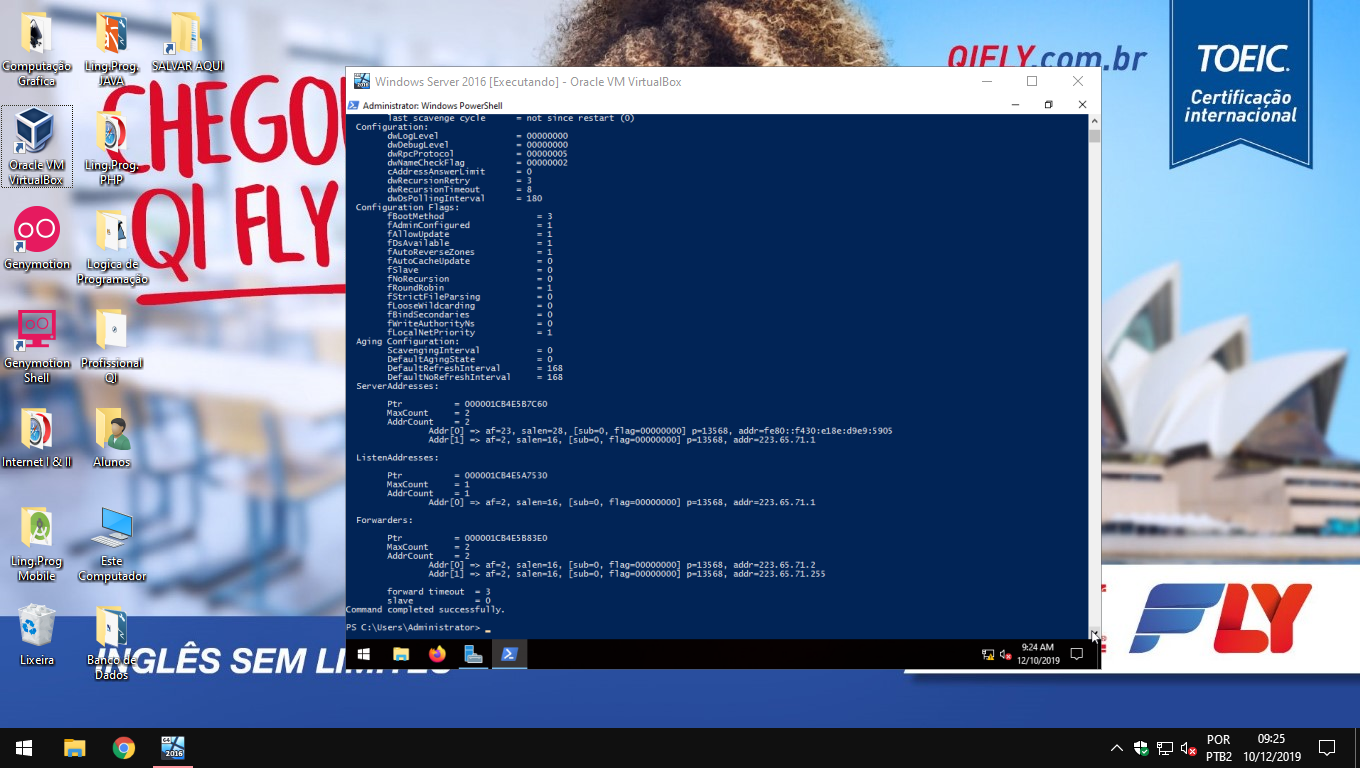 Computação
Gráfica
Ling.Prog.
JAVA
SALVAR AQUI
Oracle VM
VirtualBox
Ling.Prog.
PHP
Genymotion
Logica de
Programação
Genymotion
Shell
Profissional
QI
Internet I & II
Alunos
Ling.Prog
Mobile
Este
Computador
Lixeira
Banco de
Dados
CHEGO
QI FLY
INGLÊS SEM LIMITES
QIFLY.com.br
TOEIC.
Certificação
internacional
FLY
Windows Server 2016 [Executando] - Oracle VM VirtualBox
Administrator: Windows PowerShell
last scavenge cycle = not since restart (0)
Configuration:
dwLogLevel = 00000000
dwDebugLevel = 00000000
dwRpcProtocol = 00000005
dwNameCheckFlag = 00000002
cAddressAnswerLimit = 0
dwRecursionRetry = 3
dwRecursionTimeout = 8
dwDsPollingInterval = 180
Configuration Flags:
fBootMethod = 3
fAdminConfigured = 1
fAllowUpdate = 1
fDsAvailable = 1
fAutoReverseZones = 1
fAutoCacheUpdate = 0
fSlave = 0
fNoRecursion = 0
fRoundRobin = 1
fStrictFileParsing = 0
fLooseWildcarding = 0
fBindSecondaries = 0
fWriteAuthorityNs = 0
fLocalNetPriority = 1
Aging Configuration:
ScavengingInterval = 0
DefaultAgingState = 0
DefaultRefreshInterval = 168
DefaultNoRefreshInterval = 168
ServerAddresses:
Ptr = 000001CB4E5B7C60
MaxCount = 2
AddrCount = 2
Addr[0] => af=23, salen=28, [sub=0, flag=00000000] p=13568, addr=fe80::f430:e18e:d9e9:5905
Addr[1] => af=2, salen=16, [sub=0, flag=00000000] p=13568, addr=223.65.71.1
ListenAddresses:
Ptr = 000001CB4E5A7530
MaxCount = 1
AddrCount = 1
Addr[0] => af=2, salen=16, [sub=0, flag=00000000] p=13568, addr=223.65.71.1
Forwarders:
Ptr = 000001CB4E5B83E0
MaxCount = 2
AddrCount = 2
Addr[0] => af=2, salen=16, [sub=0, flag=00000000] p=13568, addr=223.65.71.2
Addr[1] => af=2, salen=16, [sub=0, flag=00000000] p=13568, addr=223.65.71.255
forward timeout = 3
slave = 0
Command completed successfully.
PS C:\Users\Administrator> _
9:24 AM
12/10/2019
2016
POR
PTB2
09:25
10/12/2019